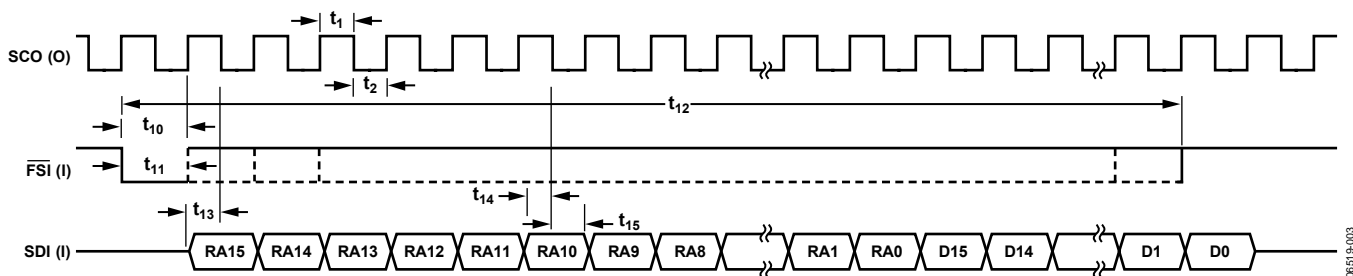 t1
SCO (O)
t2
t12
t10
FSI (I)
t11
t14
t13
t15
SDI (I) RA15 RA14 RA13 RA12 RA11 RA10 RA9 RA8 RA1 RA0 D15 D14 D1 D0
06519-003